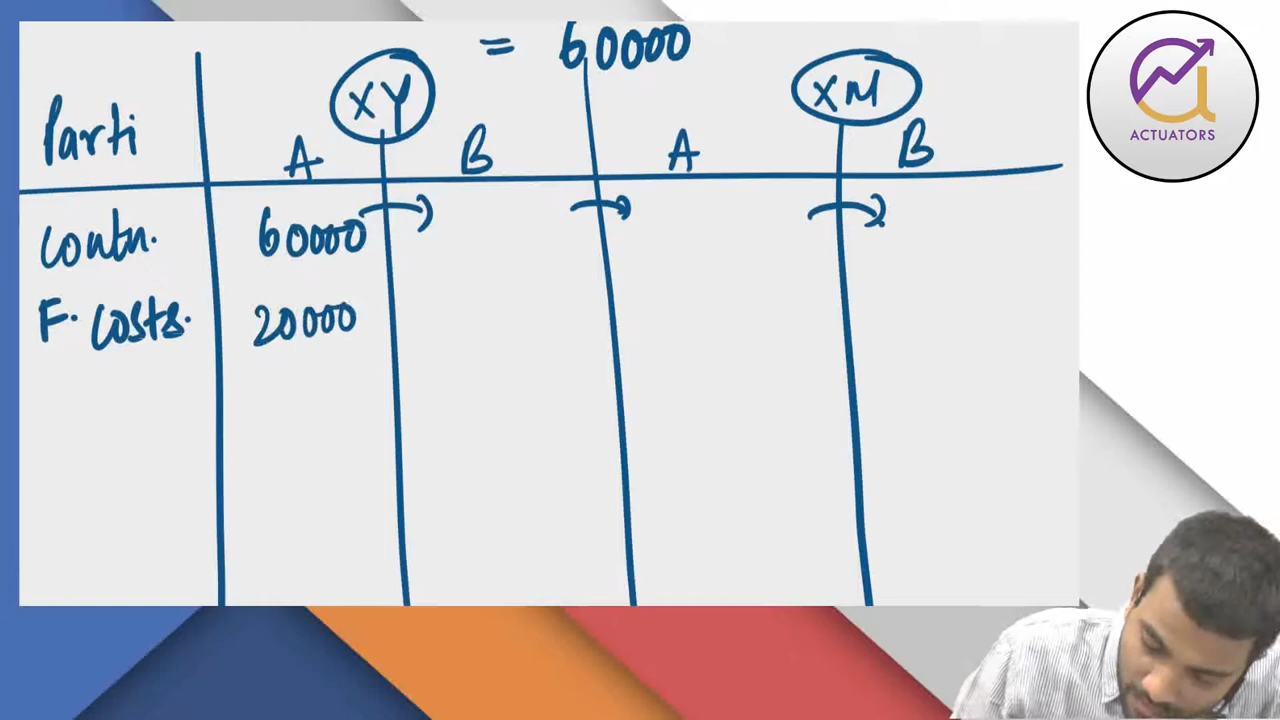 = 60000
XY
XM
Parti
A
B
A
B
Contn. 60000
F. Costs. 20000
ACTUATORS